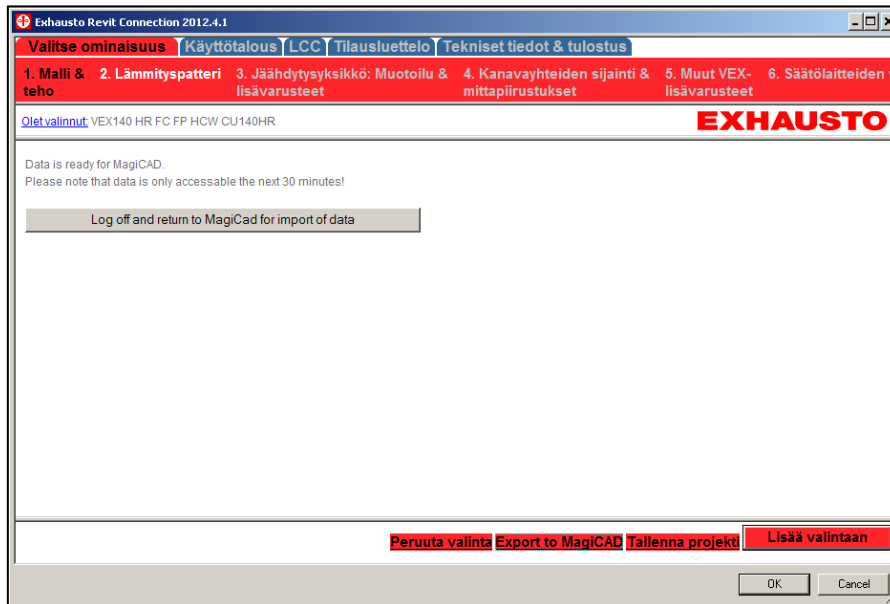 Exhausto Revit Connection 2012.4.1
Valitse ominaisuus Käyttötalous LCC Tilausluettelo Tekniset tiedot & tulostus
1. Malli & 2. Lämmityspatteri 3. Jäähdytysyksikkö: Muotoilu & 4. Kanavayhteiden sijainti & 5. Muut VEX- 6. Säätölaitteiden
teho lisävarusteet mittapiirustukset lisävarusteet
Olet valinnut: VEX140 HR FC FP HCW CU140HR EXHAUSTO
Data is ready for MagiCAD.
Please note that data is only accessable the next 30 minutes!
Log off and return to MagiCad for import of data
Peruuta valinta Export to MagiCAD Tallenna projekti Lisää valintaan
OK Cancel